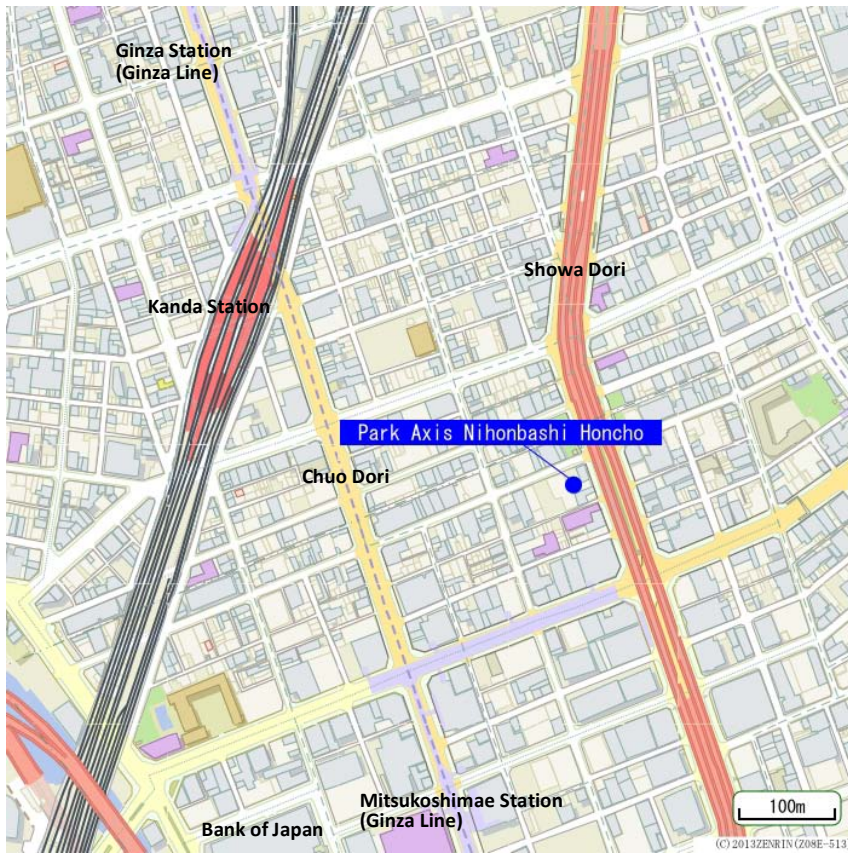 Ginza Station
(Ginza Line)
Showa Dori
Kanda Station
Park Axis Nihonbashi Honcho
Chuo Dori
Mitsukoshimae Station
(Ginza Line)
Bank of Japan
100m
(C) 2013ZENRIN(Z08E-513)